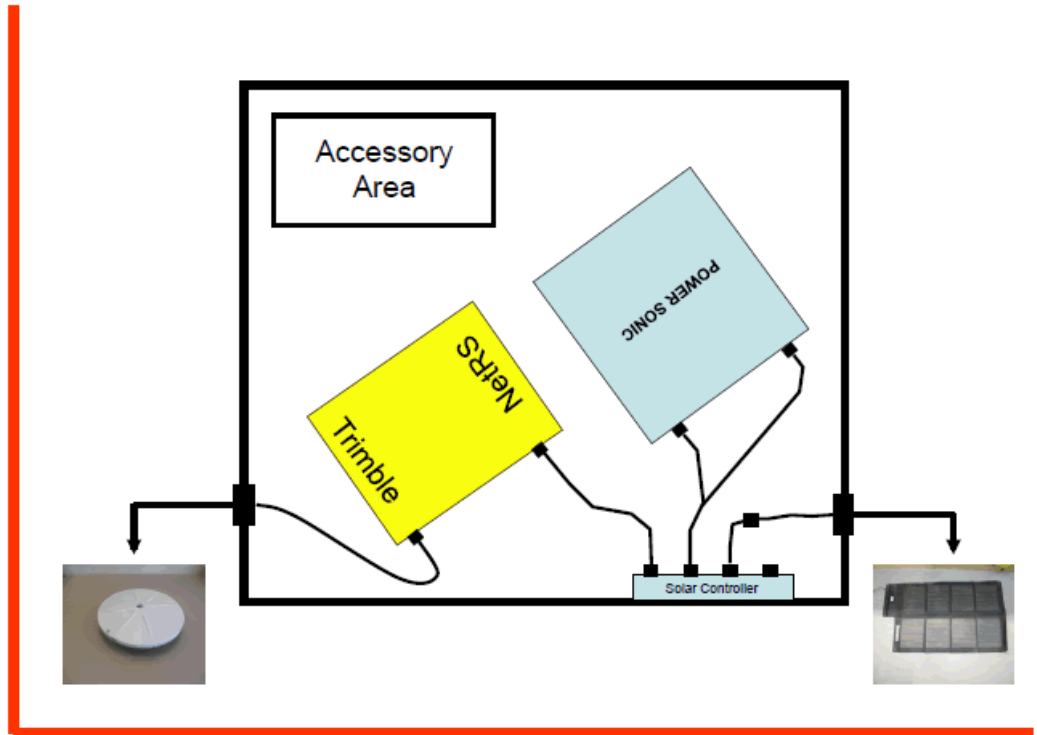 Accessory
Area
POWER SONIC
NetRS
Trimble
Solar Controller